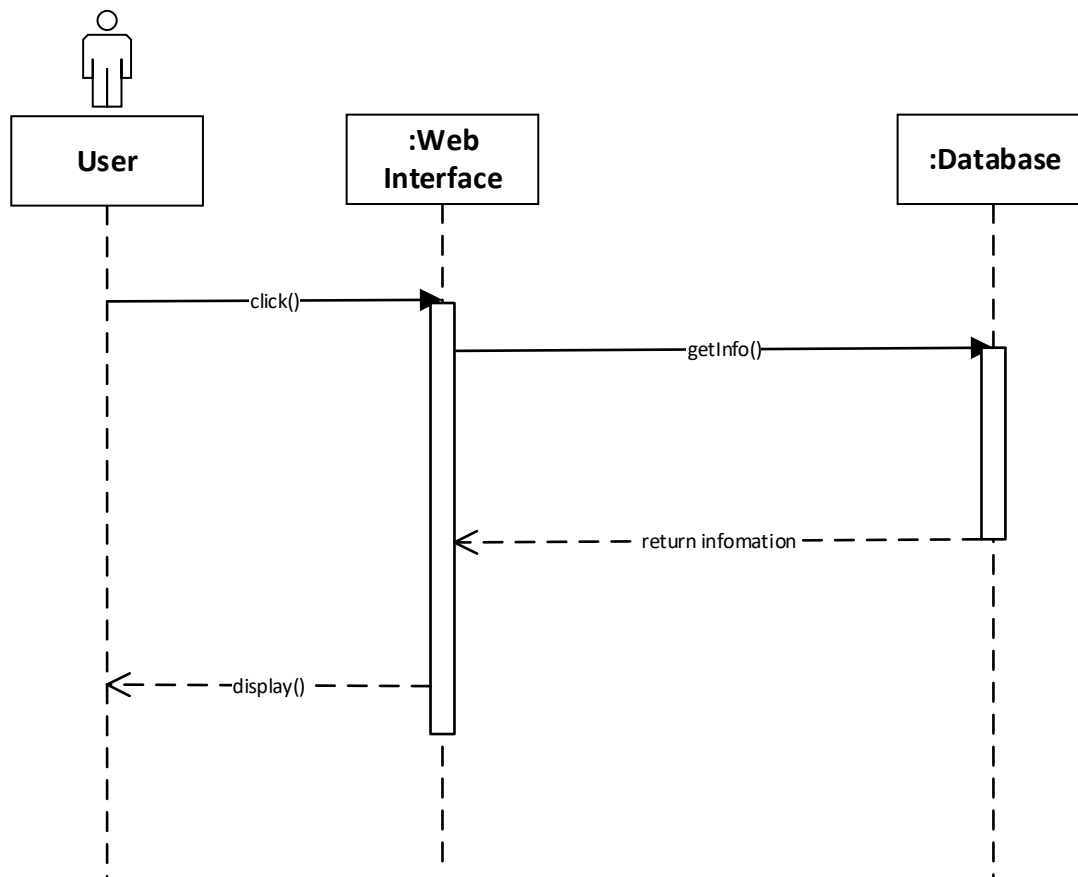 User
:Web
Interface
:Database
click()
getInfo()
return infomation
display()